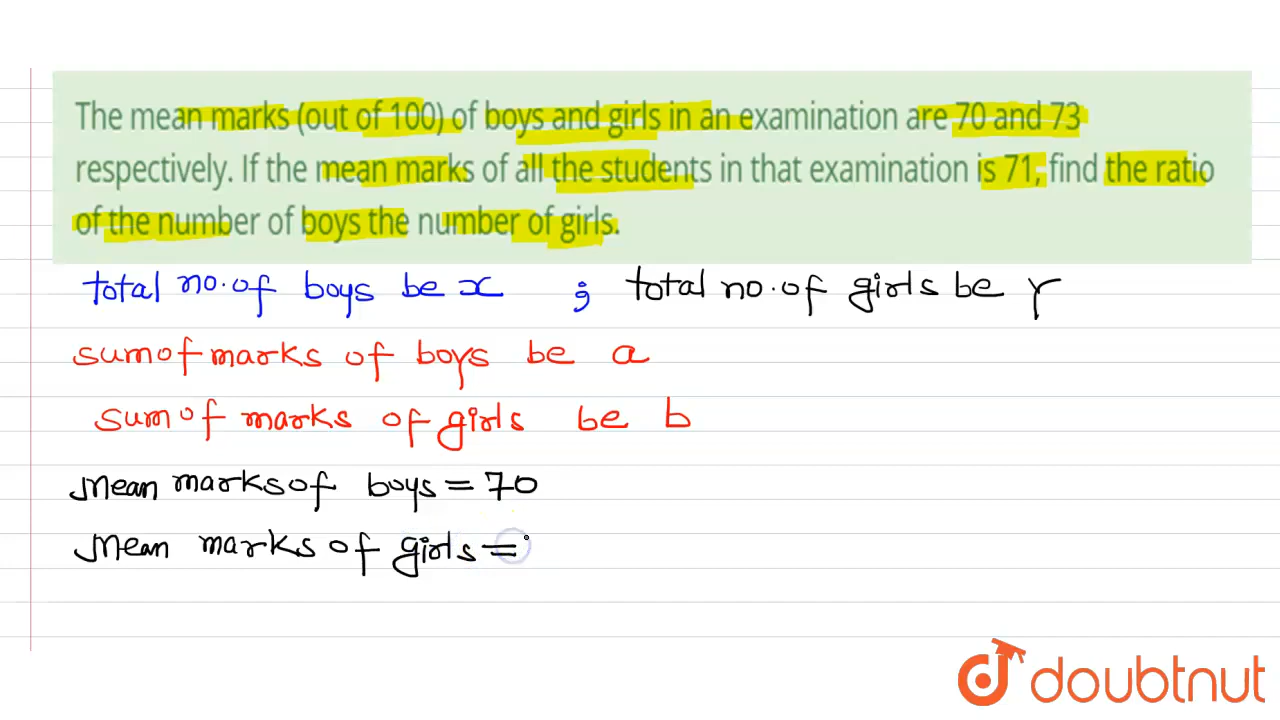 The mean marks (out of 100) of boys and girls in an examination are 70 and 73
respectively. If the mean marks of all the students in that examination is 71, find the ratio
of the number of boys the number of girls.
total no. of boys be x ; total no. of girls be y
sum of marks of boys be a
sum of marks of girls be b
Mean marks of boys = 70
Mean marks of girls =
doubtnut